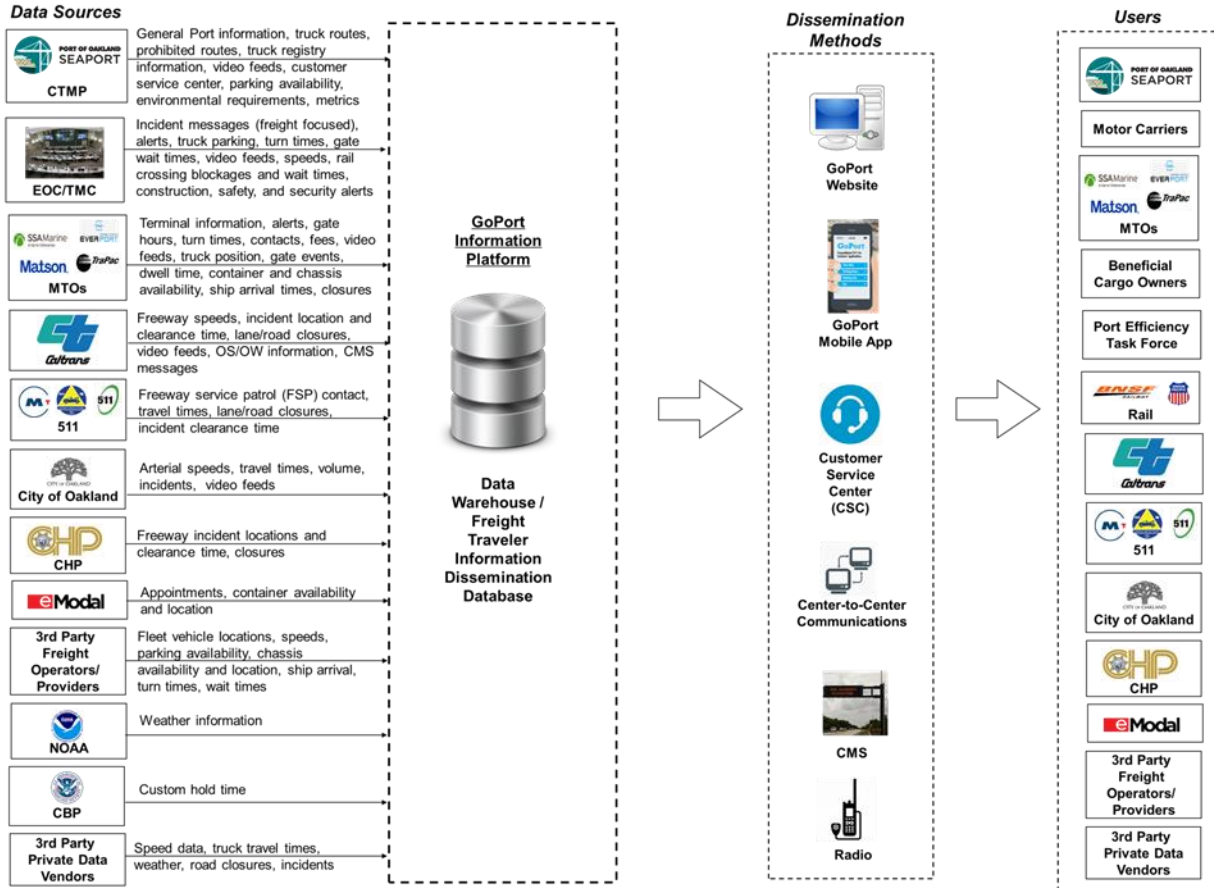 Data Sources
PORT OF OAKLAND
SEAPORT
CTMP
General Port information, truck routes,
prohibited routes, truck registry
information, video feeds, customer
service center, parking availability,
environmental requirements, metrics
EOC/TMC
Incident messages (freight focused),
alerts, truck parking, turn times, gate
wait times, video feeds, speeds, rail
crossing blockages and wait times,
construction, safety, and security alerts
SSAMarine
EVERPORT
Matson
TraPac
MTOs
Terminal information, alerts, gate
hours, turn times, contacts, fees, video
feeds, truck position, gate events,
dwell time, container and chassis
availability, ship arrival times, closures
Caltrans
Freeway speeds, incident location and
clearance time, lane/road closures,
video feeds, OS/OW information, CMS
messages
M T
511
511
Freeway service patrol (FSP) contact,
travel times, lane/road closures,
incident clearance time
CITY OF OAKLAND
City of Oakland
Arterial speeds, travel times, volume,
incidents, video feeds
CHP
CHP
Freeway incident locations and
clearance time, closures
eModal
Appointments, container availability
and location
3rd Party
Freight
Operators/
Providers
Fleet vehicle locations, speeds,
parking availability, chassis
availability and location, ship arrival,
turn times, wait times
NOAA
Weather information
CBP
Custom hold time
3rd Party
Private Data
Vendors
Speed data, truck travel times,
weather, road closures, incidents
GoPort
Information
Platform
Data
Warehouse /
Freight
Traveler
Information
Dissemination
Database
Dissemination
Methods
GoPort
Website
GoPort
GoPort
Mobile App
Customer
Service
Center
(CSC)
Center-to-Center
Communications
CMS
Radio
Users
PORT OF OAKLAND
SEAPORT
Motor Carriers
SSAMarine
EVERPORT
Matson
TraPac
MTOs
Beneficial
Cargo Owners
Port Efficiency
Task Force
BNSF
RAILWAY
Rail
Caltrans
M T
511
511
CITY OF OAKLAND
City of Oakland
CHP
CHP
eModal
3rd Party
Freight
Operators/
Providers
3rd Party
Private Data
Vendors